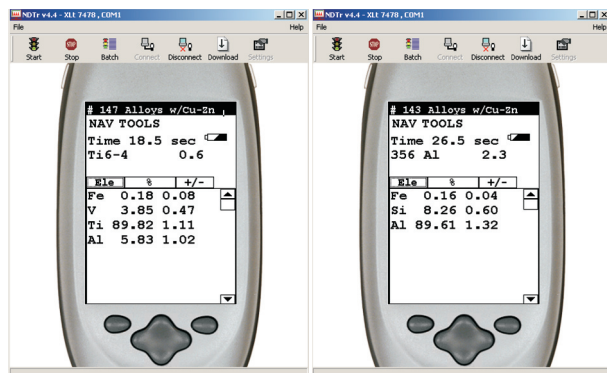 NDTr v4.4 - XLt 7478 , COM1
File Help
Start Stop Batch Connect Disconnect Download Settings
# 147 Alloys w/Cu-Zn
NAV TOOLS
Time 18.5 sec
Ti6-4 0.6
Ele % +/-
Fe 0.18 0.08
V 3.85 0.47
Ti 89.82 1.11
Al 5.83 1.02
NDTr v4.4 - XLt 7478 , COM1
File Help
Start Stop Batch Connect Disconnect Download Settings
# 143 Alloys w/Cu-Zn
NAV TOOLS
Time 26.5 sec
356 Al 2.3
Ele % +/-
Fe 0.16 0.04
Si 8.26 0.60
Al 89.61 1.32